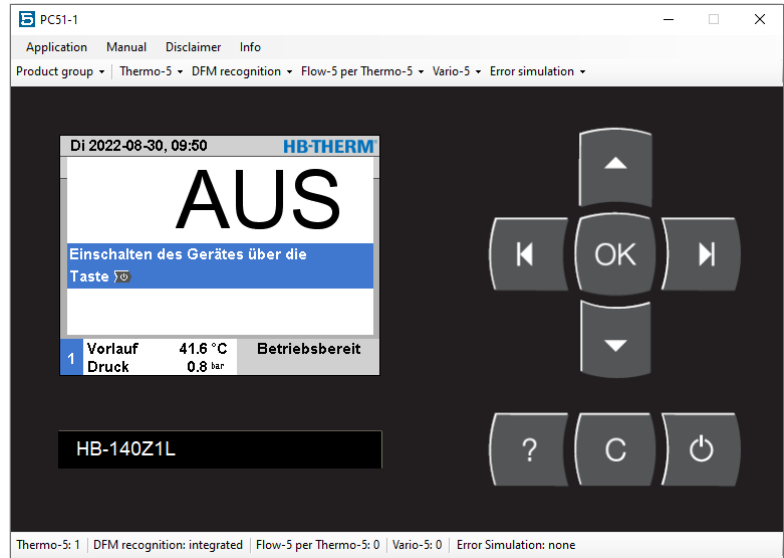 PC51-1
Application Manual Disclaimer Info
Product group Thermo-5 DFM recognition Flow-5 per Thermo-5 Vario-5 Error simulation
Di 2022-08-30, 09:50 HB-THERM®
AUS
Einschalten des Gerätes über die
Taste
1 Vorlauf 41.6 °C Betriebsbereit
Druck 0.8 bar
OK
HB-140Z1L
? C
Thermo-5: 1 DFM recognition: integrated Flow-5 per Thermo-5: 0 Vario-5: 0 Error Simulation: none